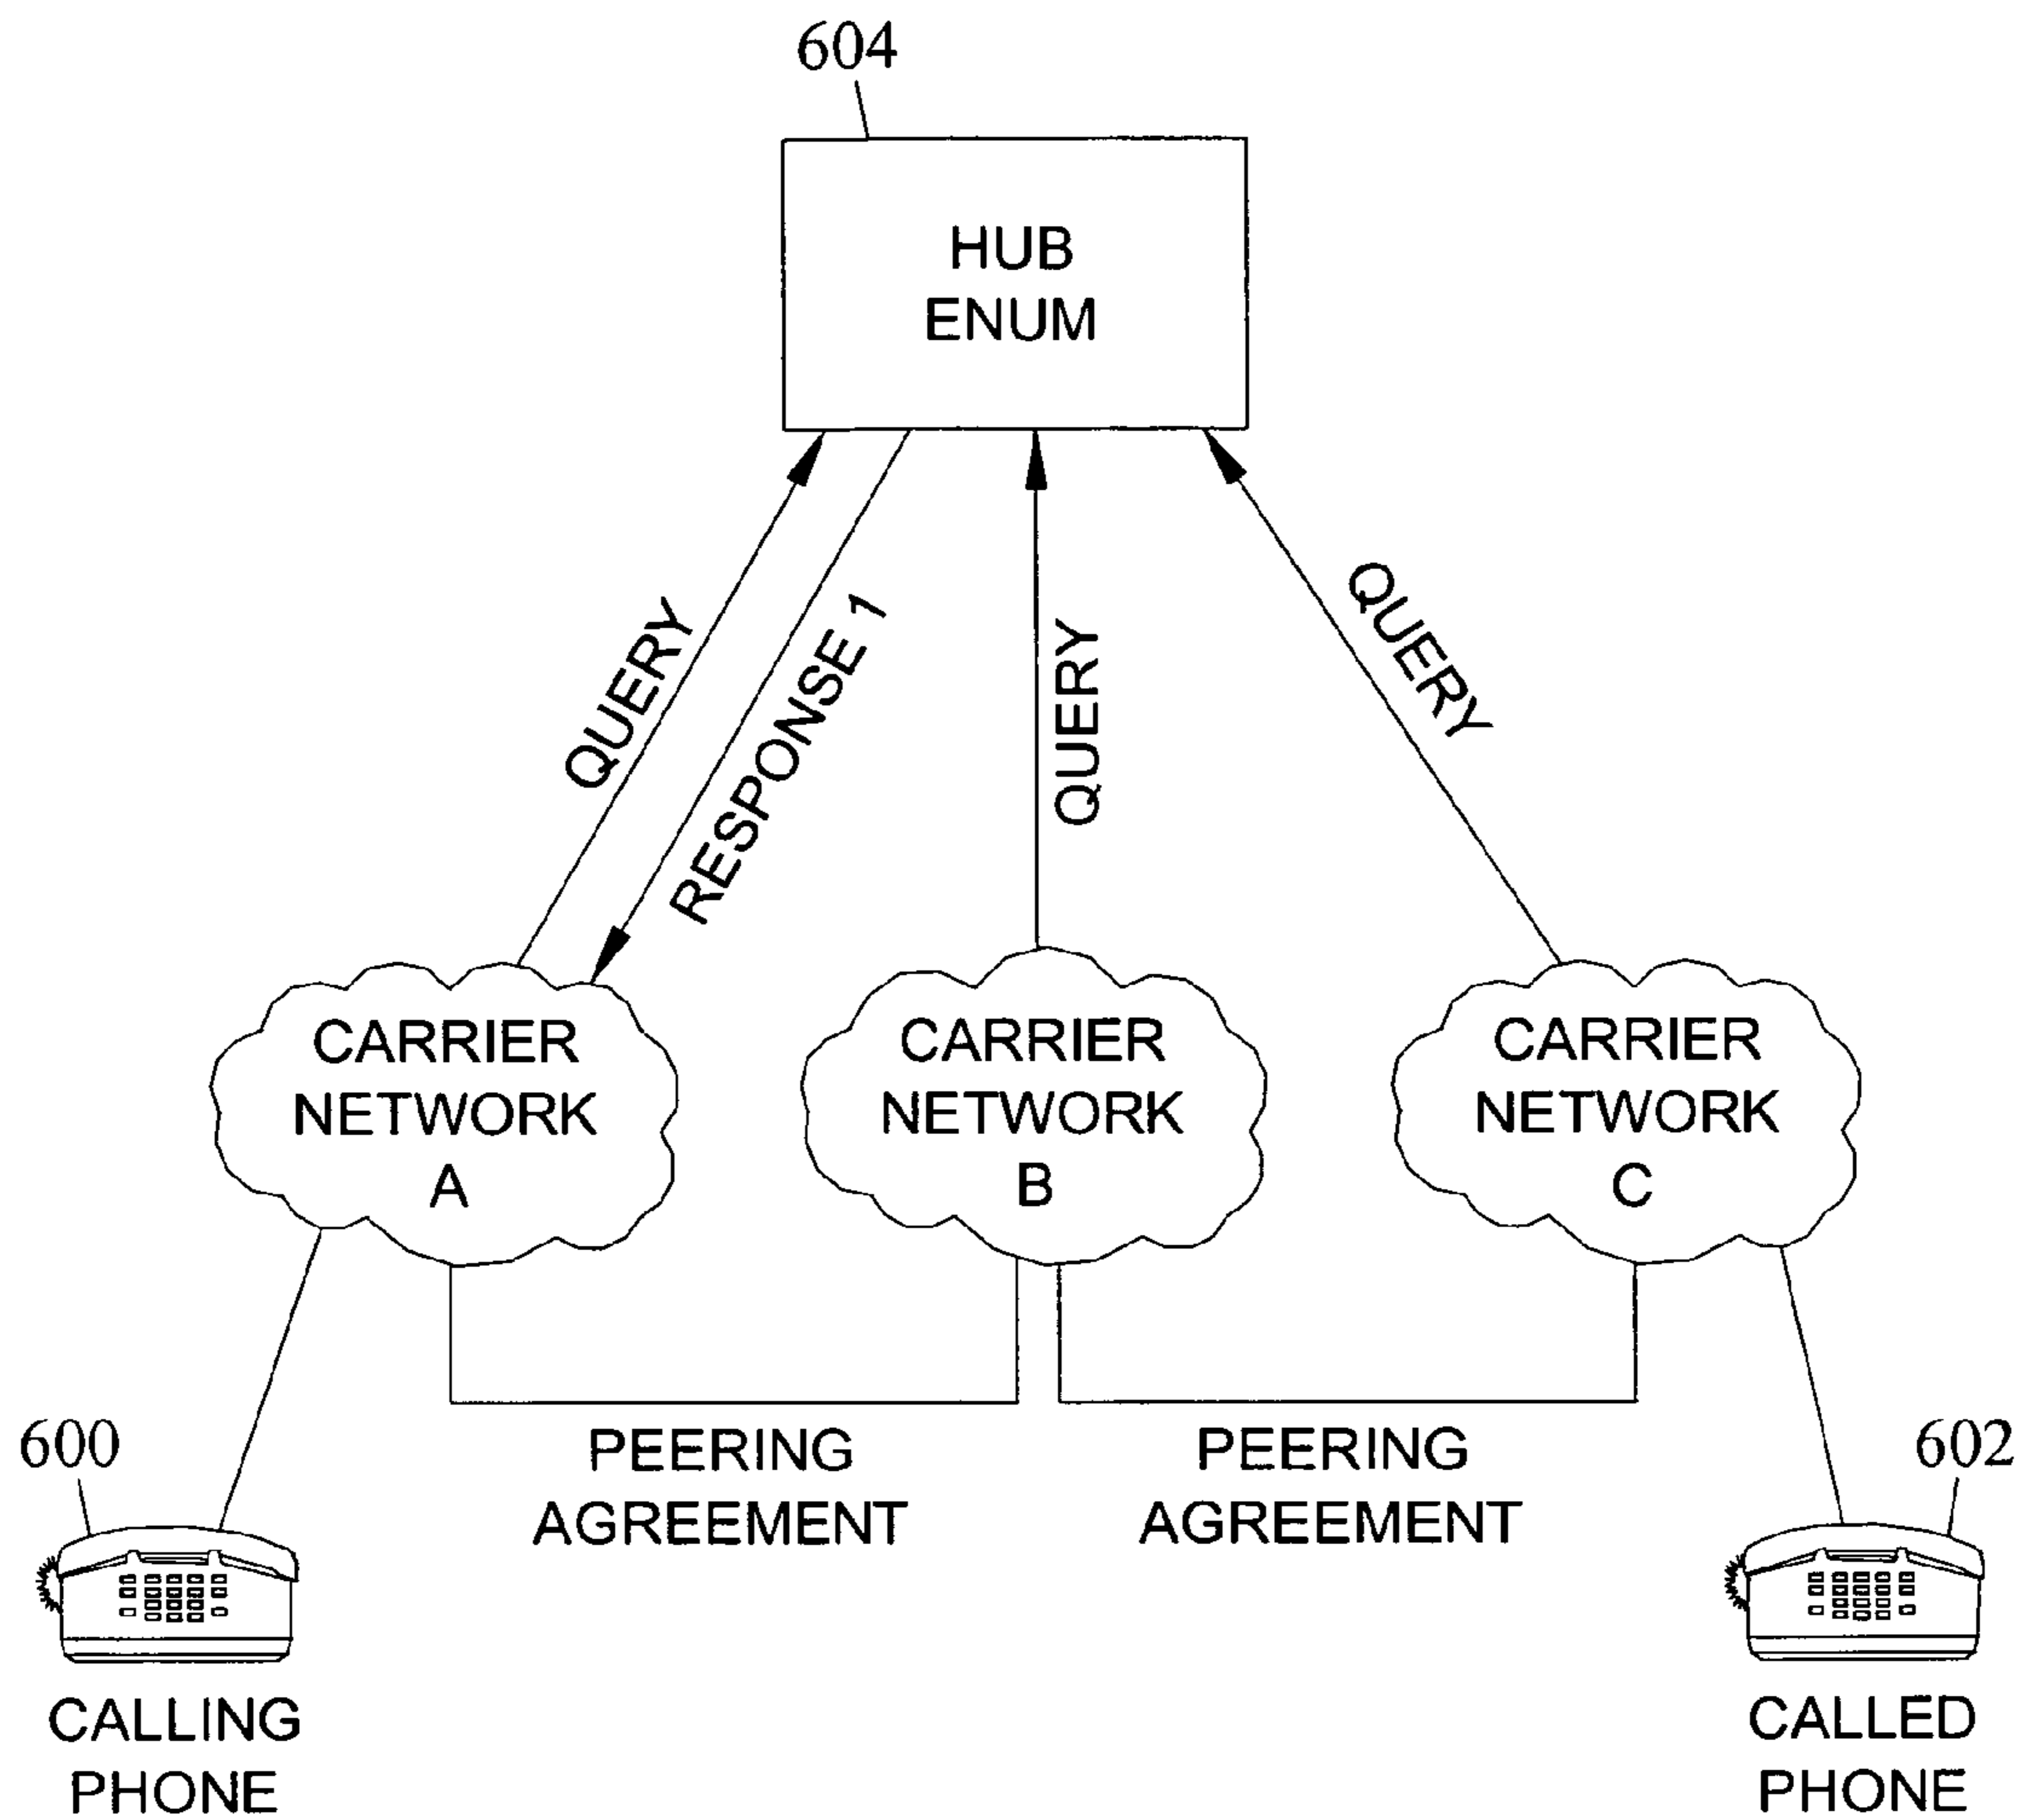 604
HUB
ENUM
QUERY
RESPONSE 1
QUERY
QUERY
CARRIER
NETWORK
A
CARRIER
NETWORK
B
CARRIER
NETWORK
C
PEERING
AGREEMENT
PEERING
AGREEMENT
600
602
CALLING
PHONE
CALLED
PHONE